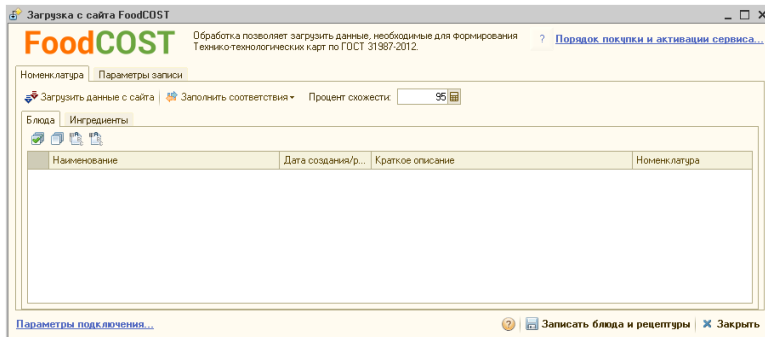 Загрузка с сайта FoodCOST
FoodCOST
Обработка позволяет загрузить данные, необходимые для формирования
Технико-технологических карт по ГОСТ 31987-2012.
? Порядок покупки и активации сервиса...
Номенклатура Параметры записи
Загрузить данные с сайта Заполнить соответствия Процент схожести: 95
Блюда Ингредиенты
Наименование Дата создания/р... Краткое описание Номенклатура
Параметры подключения... ? Записать блюда и рецептуры Закрыть